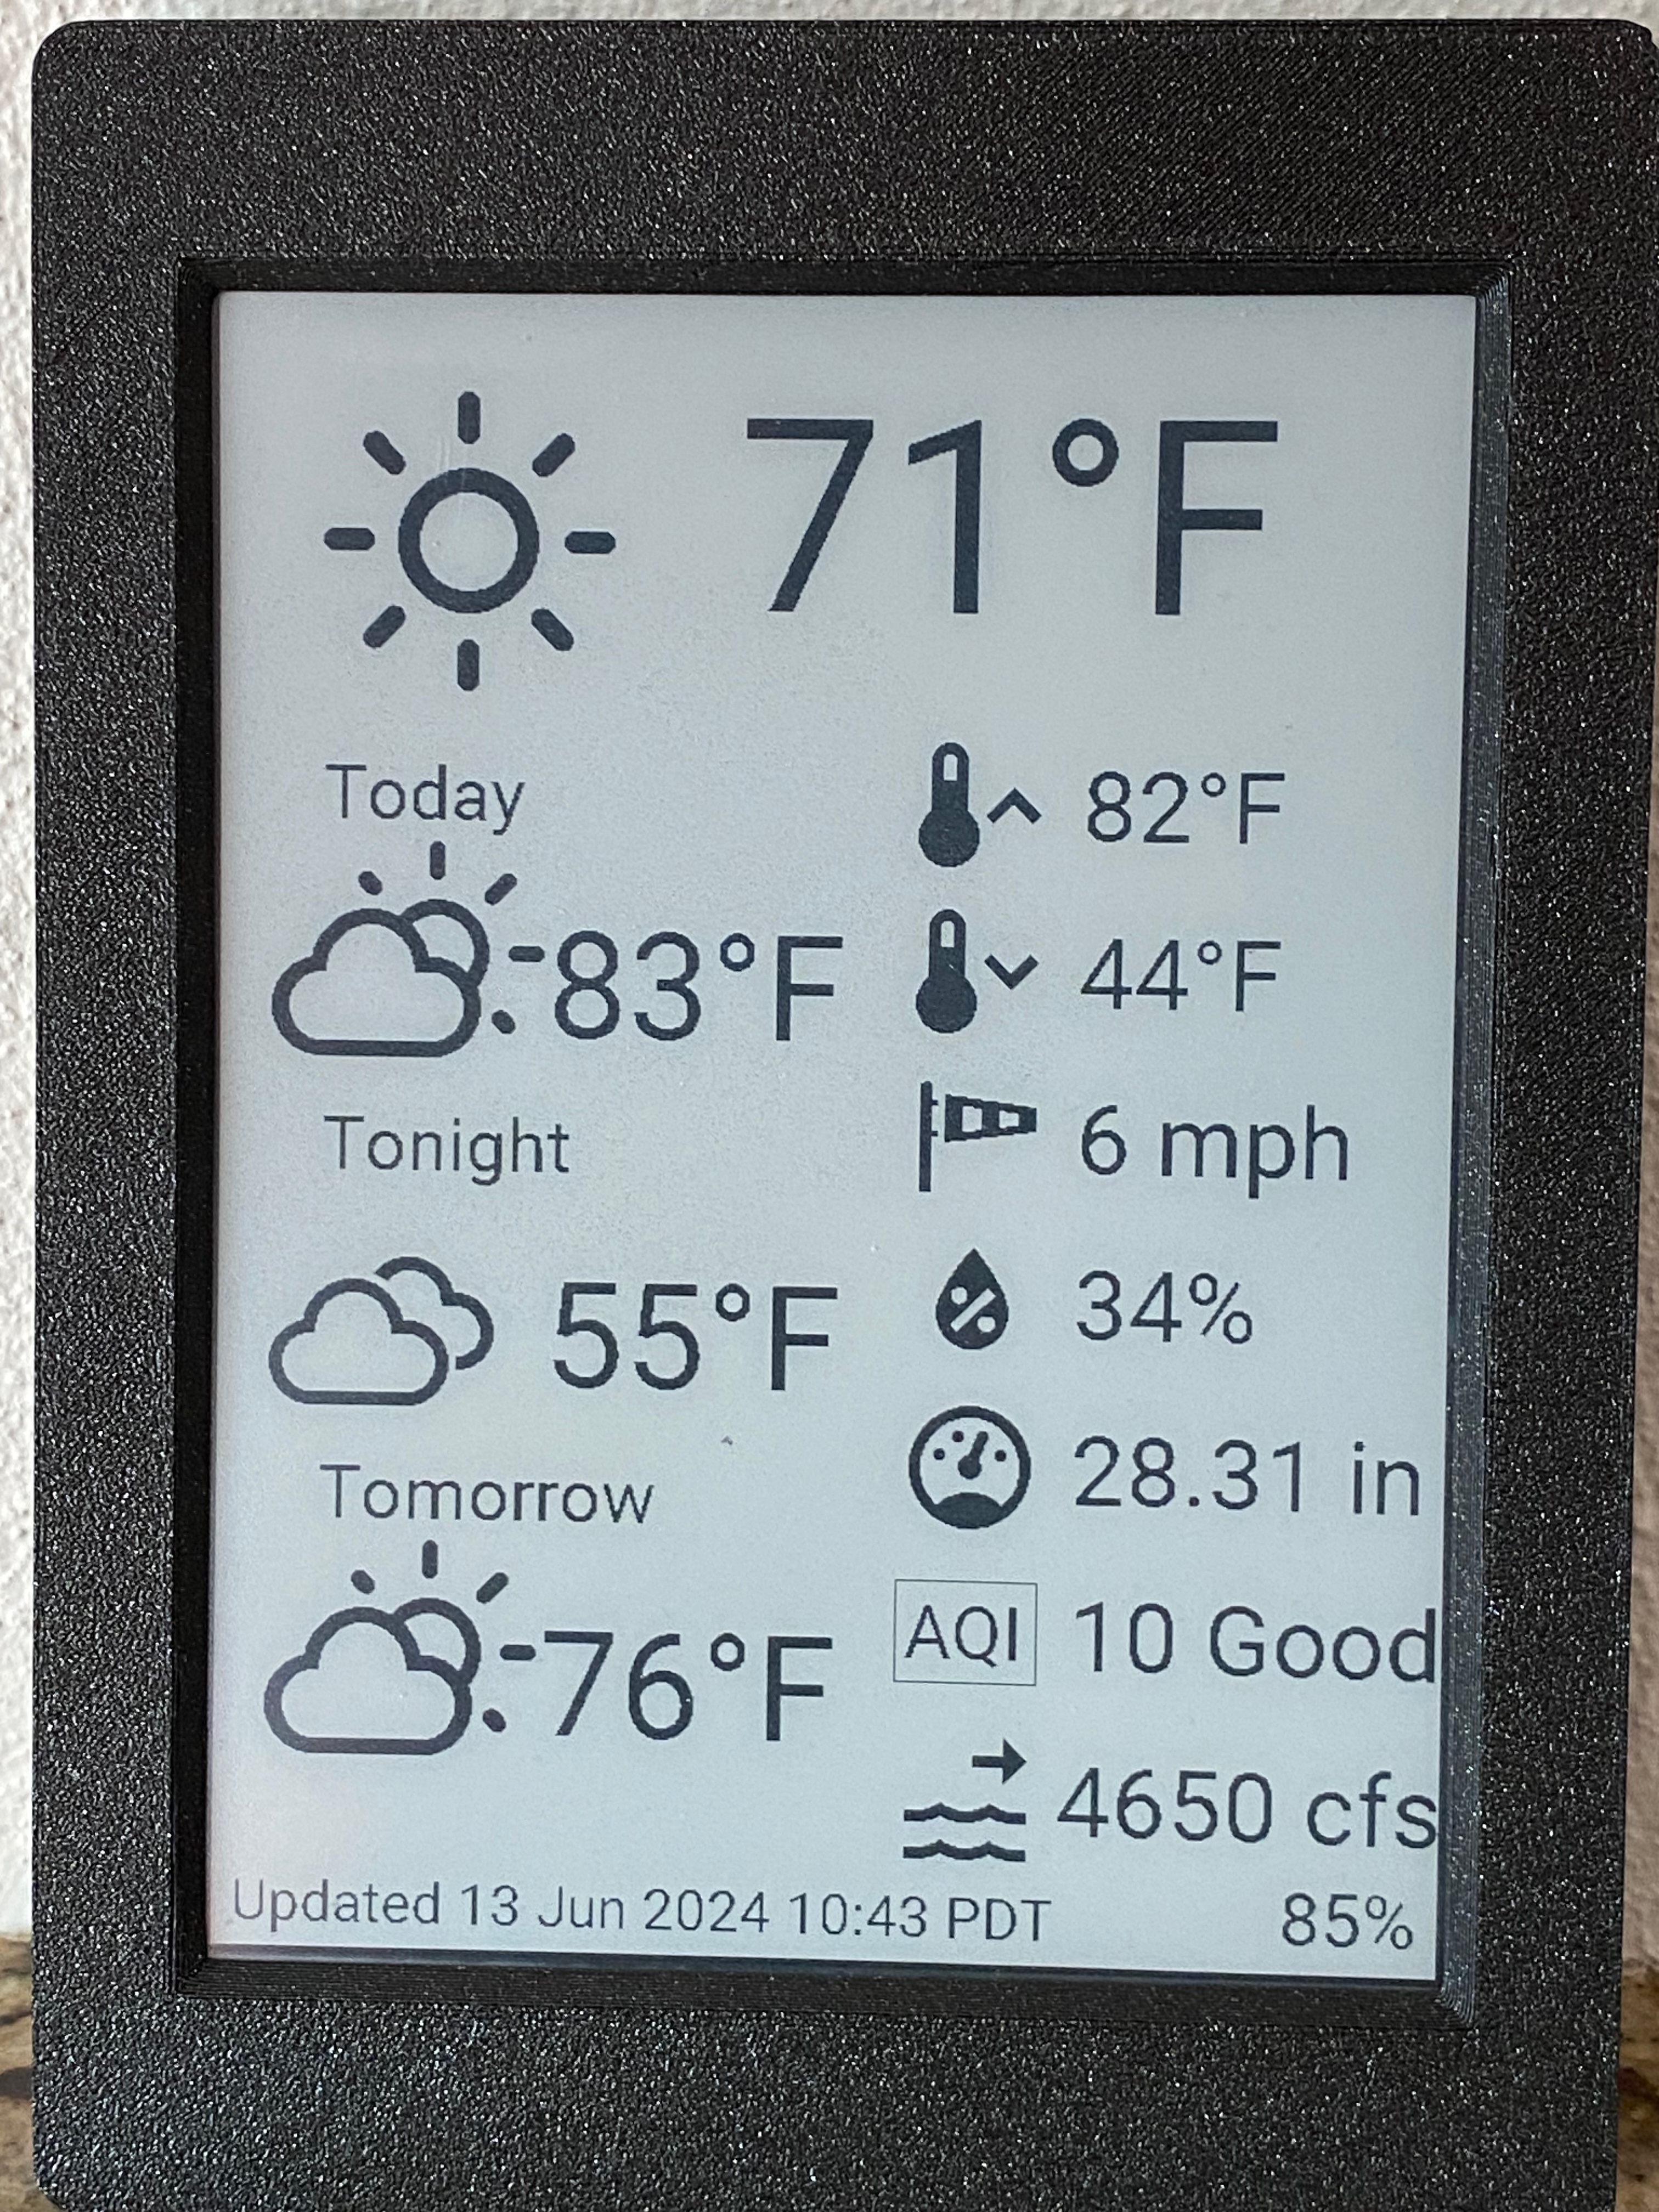 71°F
Today
83°F
Tonight
55°F
Tomorrow
76°F
82°F
44°F
6 mph
34%
28.31 in
AQI 10 Good
4650 cfs
Updated 13 Jun 2024 10:43 PDT
85%